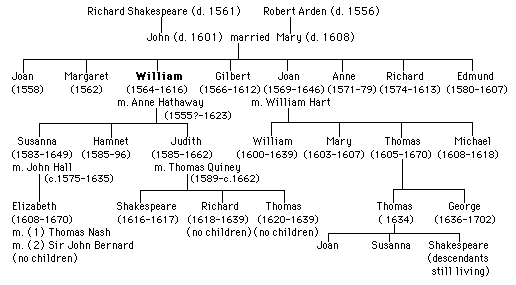 Richard Shakespeare (d. 1561) Robert Arden (d. 1556)
John (d. 1601) married Mary (d. 1608)
Joan Margaret William Gilbert Joan Anne Richard Edmund
(1558) (1562) (1564-1616) (1566-1612) (1569-1646) (1571-79) (1574-1613) (1580-1607)
m. Anne Hathaway m. William Hart
(1555?-1623)
Susanna Hamnet Judith William Mary Thomas Michael
(1583-1649) (1585-96) (1585-1662) (1600-1639) (1603-1607) (1605-1670) (1608-1618)
m. John Hall m. Thomas Quiney
(c.1575-1635) (1589-c.1662)
Elizabeth Shakespeare Richard Thomas Thomas George
(1608-1670) (1616-1617) (1618-1639) (1620-1639) (1634) (1636-1702)
m. (1) Thomas Nash (no children) (no children)
m. (2) Sir John Bernard Joan Susanna Shakespeare
(no children) (descendants
still living)